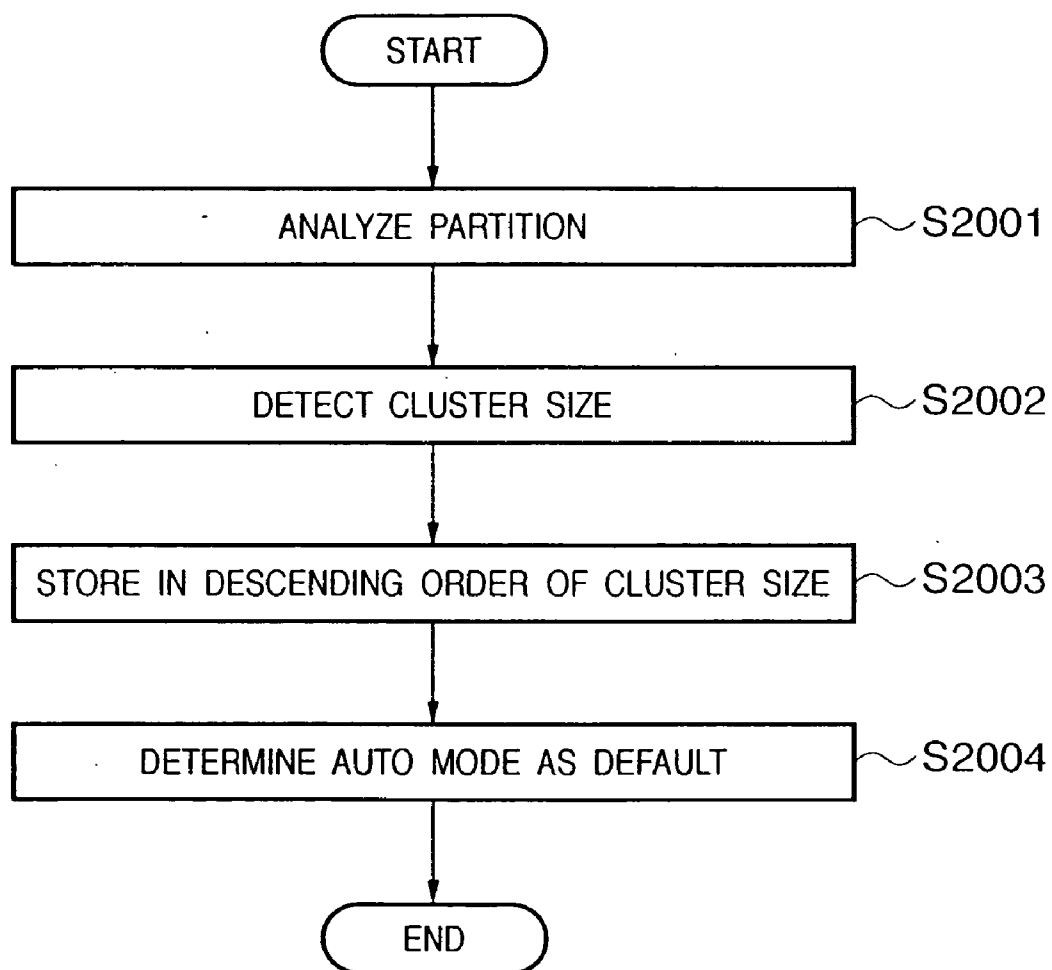 START
ANALYZE PARTITION
S2001
DETECT CLUSTER SIZE
S2002
STORE IN DESCENDING ORDER OF CLUSTER SIZE
S2003
DETERMINE AUTO MODE AS DEFAULT
S2004
END